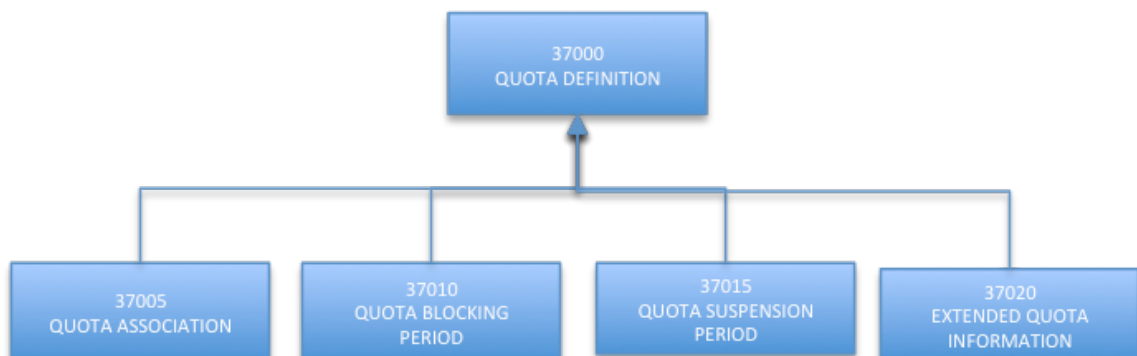 37000
QUOTA DEFINITION
37005
QUOTA ASSOCIATION
37010
QUOTA BLOCKING
PERIOD
37015
QUOTA SUSPENSION
PERIOD
37020
EXTENDED QUOTA
INFORMATION